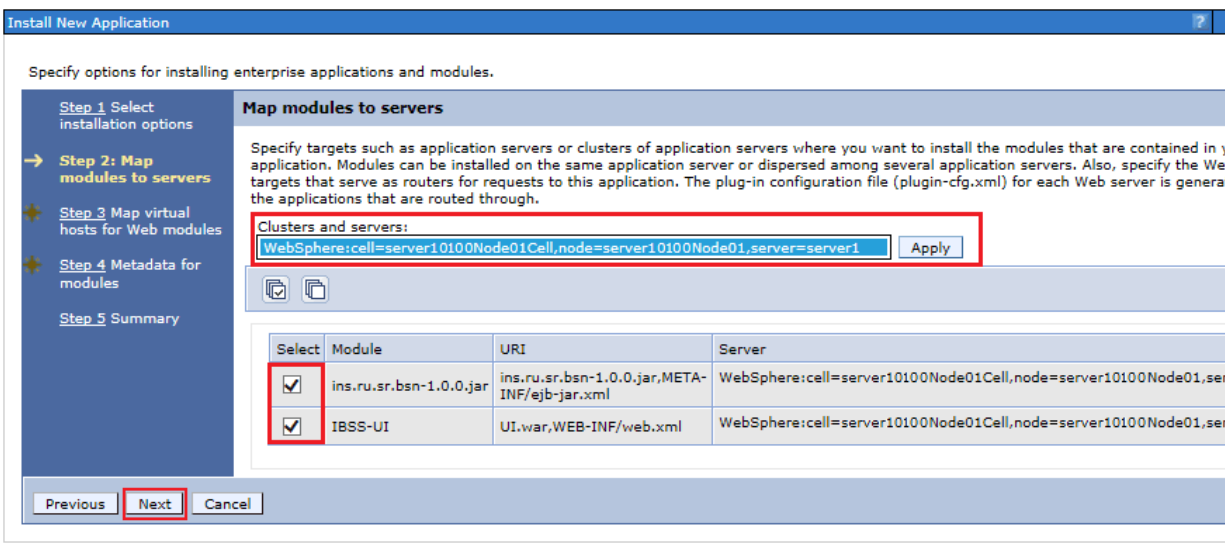 Install New Application
?
Specify options for installing enterprise applications and modules.
Step 1 Select
installation options
Step 2: Map
modules to servers
Step 3 Map virtual
hosts for Web modules
Step 4 Metadata for
modules
Step 5 Summary
Map modules to servers
Specify targets such as application servers or clusters of application servers where you want to install the modules that are contained in y
application. Modules can be installed on the same application server or dispersed among several application servers. Also, specify the We
targets that serve as routers for requests to this application. The plug-in configuration file (plugin-cfg.xml) for each Web server is genera
the applications that are routed through.
Clusters and servers:
WebSphere:cell=server10100Node01Cell,node=server10100Node01,server=server1
Apply
Select Module URI Server
ins.ru.sr.bsn-1.0.0.jar ins.ru.sr.bsn-1.0.0.jar,META- WebSphere:cell=server10100Node01Cell,node=server10100Node01,ser
INF/ejb-jar.xml
IBSS-UI UI.war,WEB-INF/web.xml WebSphere:cell=server10100Node01Cell,node=server10100Node01,ser
Previous Next Cancel